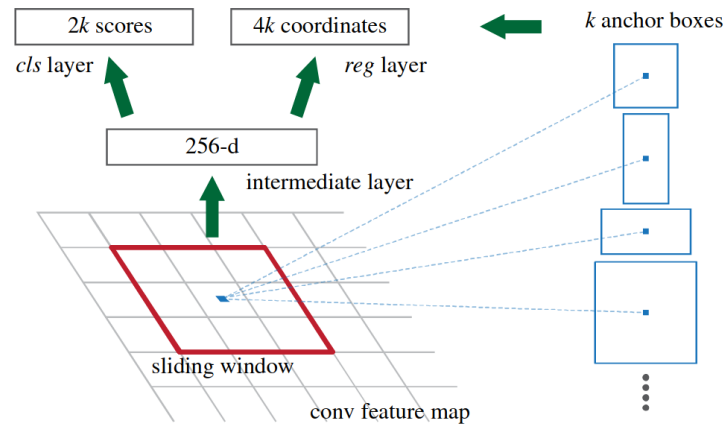 2k scores
4k coordinates
k anchor boxes
cls layer
reg layer
256-d
intermediate layer
sliding window
conv feature map